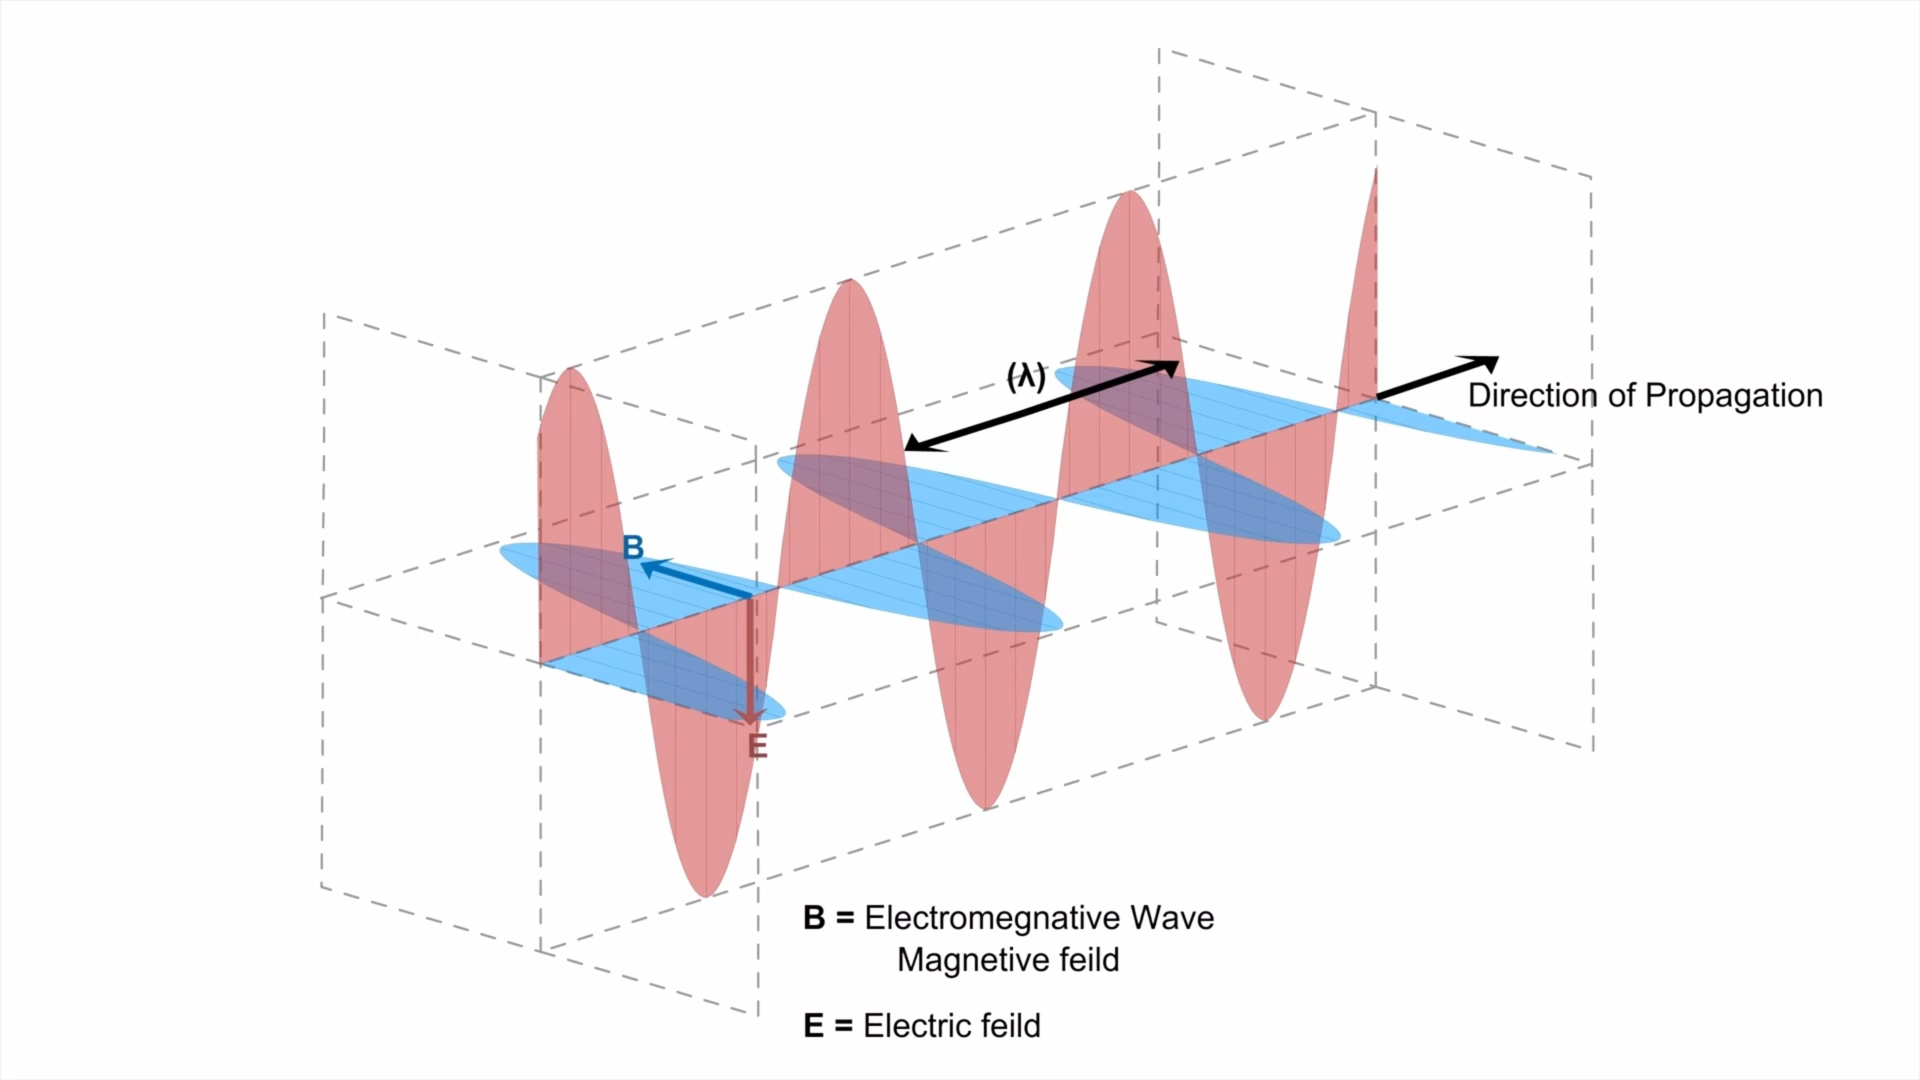 (λ)
Direction of Propagation
B
E
B = Electromegnative Wave
Magnetive feild
E = Electric feild